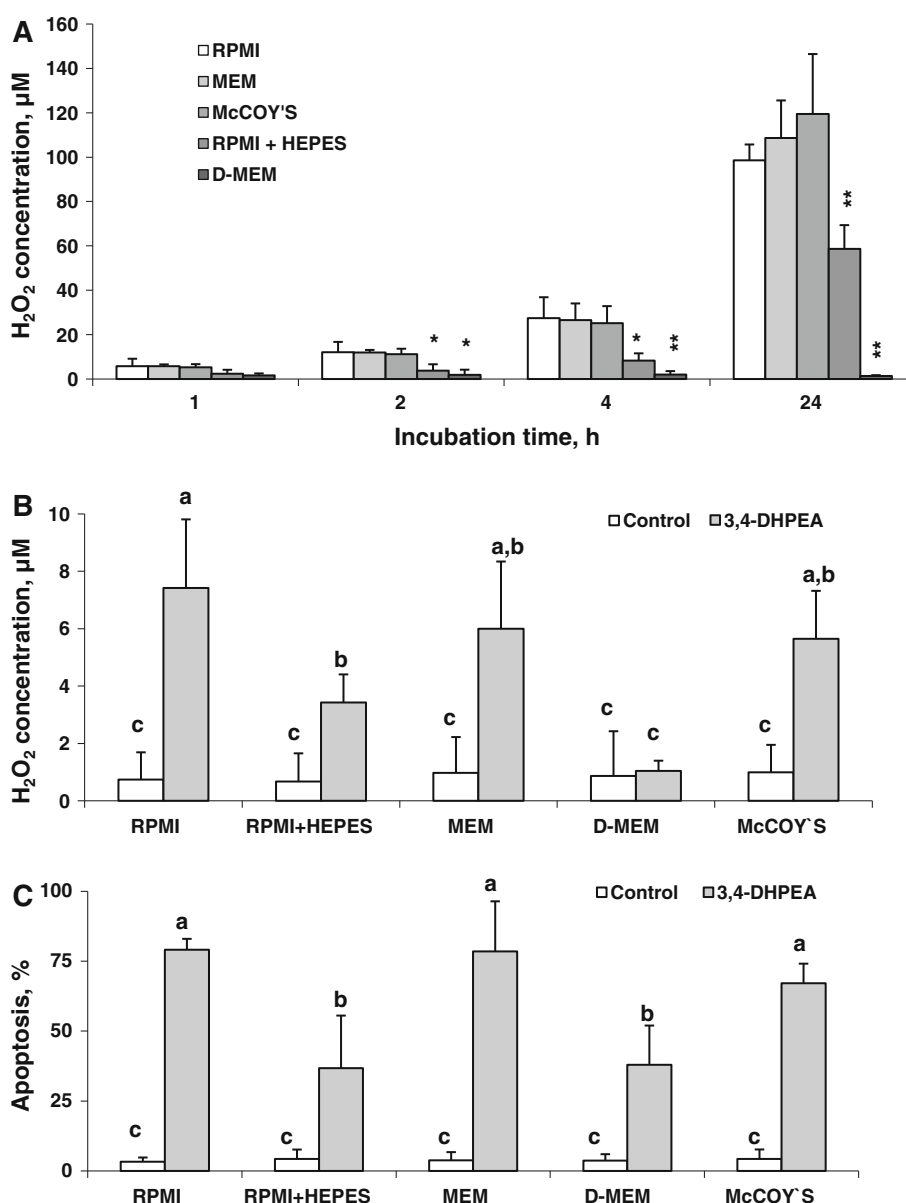 A
160
140
120
100
80
60
40
20
0
H₂O₂ concentration, µM
RPMI
MEM
McCOY'S
RPMI + HEPES
D-MEM
* * * ** ** **
1 2 4 24
Incubation time, h
B
10
8
6
4
2
0
H₂O₂ concentration, µM
Control 3,4-DHPEA
c a c b c a,b c c c a,b
RPMI RPMI+HEPES MEM D-MEM McCOY`S
C
100
75
50
25
0
Apoptosis, %
Control 3,4-DHPEA
c a c b c a c b c a
RPMI RPMI+HEPES MEM D-MEM McCOY`S